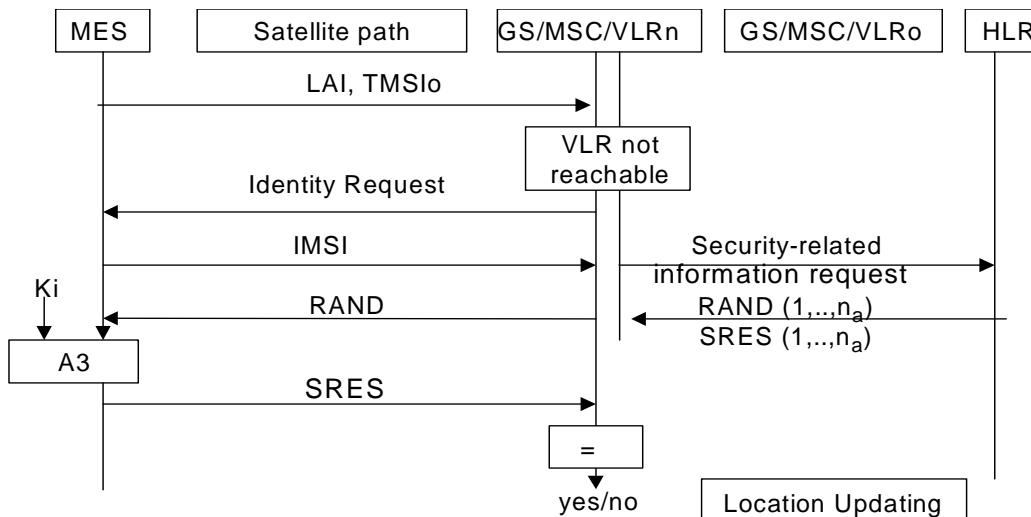 MES Satellite path GS/MSC/VLRn GS/MSC/VLRo HLR
LAI, TMSIo
VLR not
reachable
Identity Request
IMSI
Security-related
information request
Ki
RAND
RAND (1,..,na)
SRES (1,..,na)
A3
SRES
=
yes/no
Location Updating